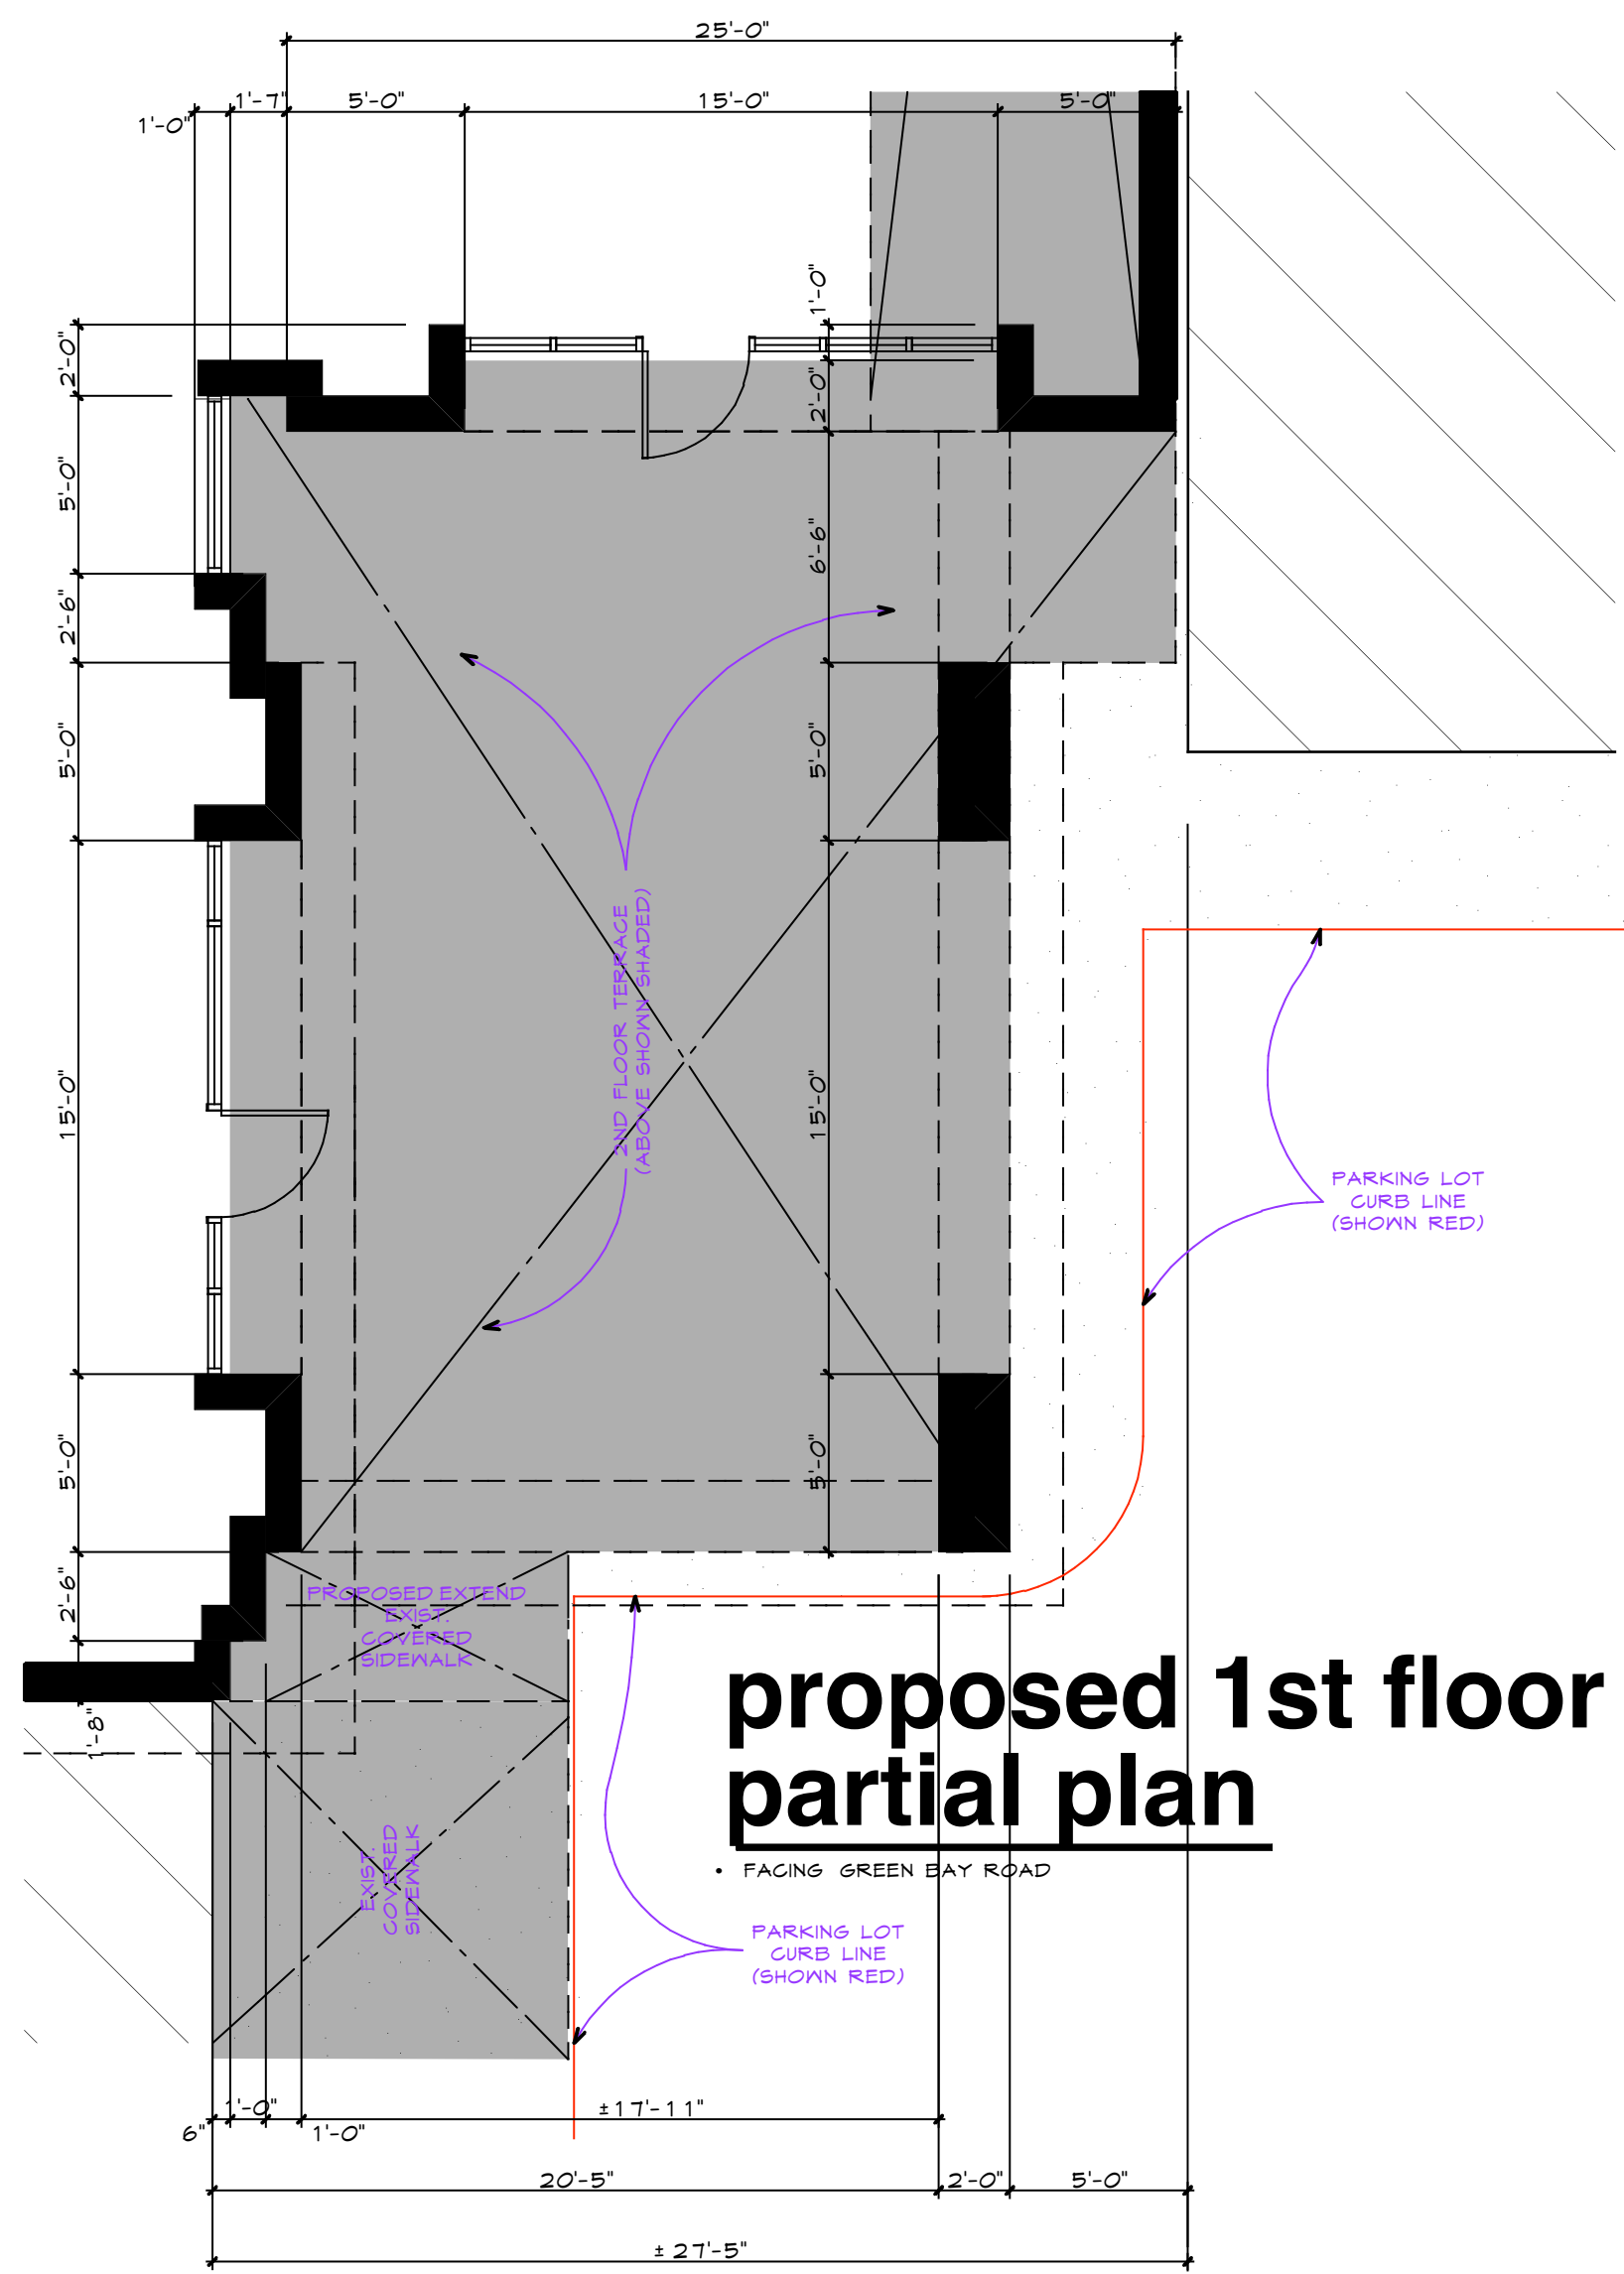 25'-0"
1'-0"
1'-7"
5'-0"
15'-0"
5'-0"
2'-0"
5'-0"
2'-6"
5'-0"
15'-0"
5'-0"
2'-6"
1'-8"
1'-0"
2'-0"
6'-6"
5'-0"
15'-0"
5'-0"
2ND FLOOR TERRACE
(ABOVE SHOWN SHADED)
PARKING LOT
CURB LINE
(SHOWN RED)
PROPOSED EXTEND
EXIST.
COVERED
SIDEWALK
proposed 1st floor
partial plan
• FACING GREEN BAY ROAD
EXIST.
COVERED
SIDEWALK
PARKING LOT
CURB LINE
(SHOWN RED)
6"
1'-0"
1'-0"
±17'-11"
20'-5"
2'-0"
5'-0"
± 27'-5"